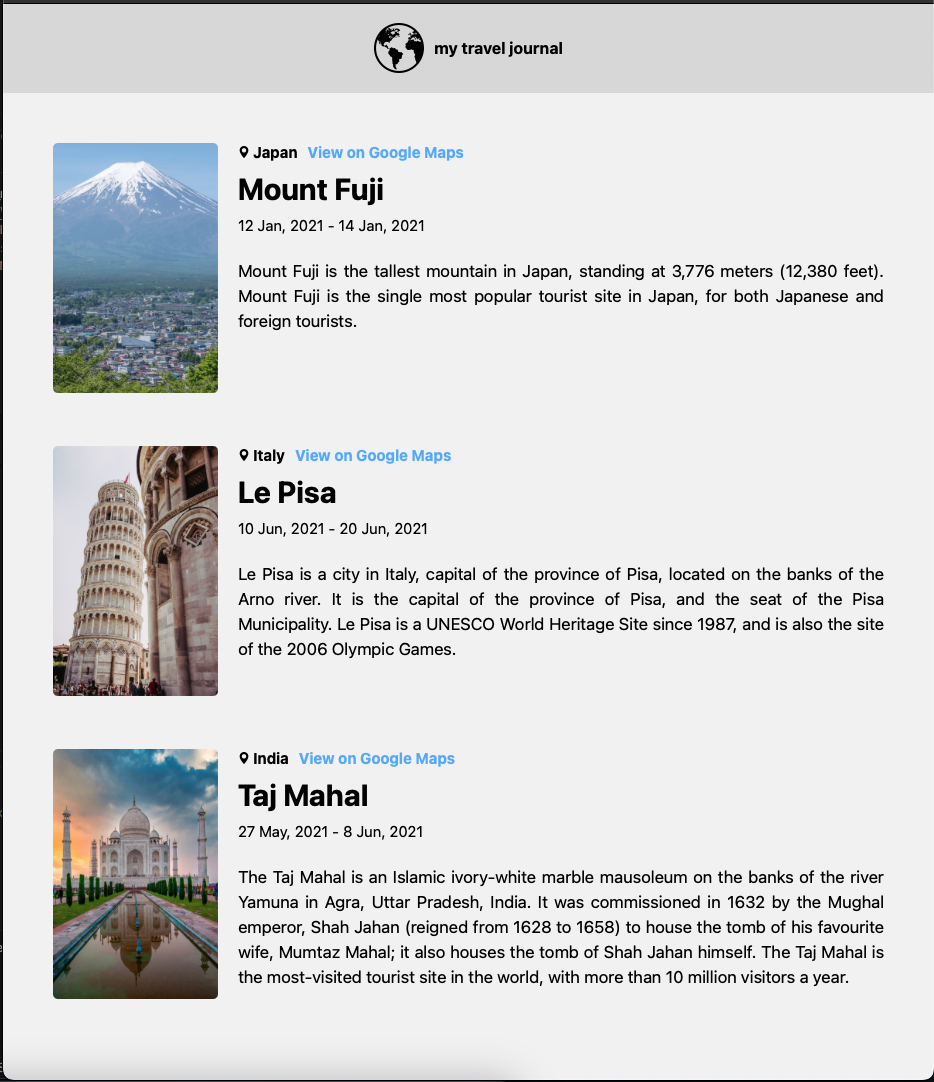 my travel journal
Japan View on Google Maps
Mount Fuji
12 Jan, 2021 - 14 Jan, 2021
Mount Fuji is the tallest mountain in Japan, standing at 3,776 meters (12,380 feet).
Mount Fuji is the single most popular tourist site in Japan, for both Japanese and
foreign tourists.
Italy View on Google Maps
Le Pisa
10 Jun, 2021 - 20 Jun, 2021
Le Pisa is a city in Italy, capital of the province of Pisa, located on the banks of the
Arno river. It is the capital of the province of Pisa, and the seat of the Pisa
Municipality. Le Pisa is a UNESCO World Heritage Site since 1987, and is also the site
of the 2006 Olympic Games.
India View on Google Maps
Taj Mahal
27 May, 2021 - 8 Jun, 2021
The Taj Mahal is an Islamic ivory-white marble mausoleum on the banks of the river
Yamuna in Agra, Uttar Pradesh, India. It was commissioned in 1632 by the Mughal
emperor, Shah Jahan (reigned from 1628 to 1658) to house the tomb of his favourite
wife, Mumtaz Mahal; it also houses the tomb of Shah Jahan himself. The Taj Mahal is
the most-visited tourist site in the world, with more than 10 million visitors a year.